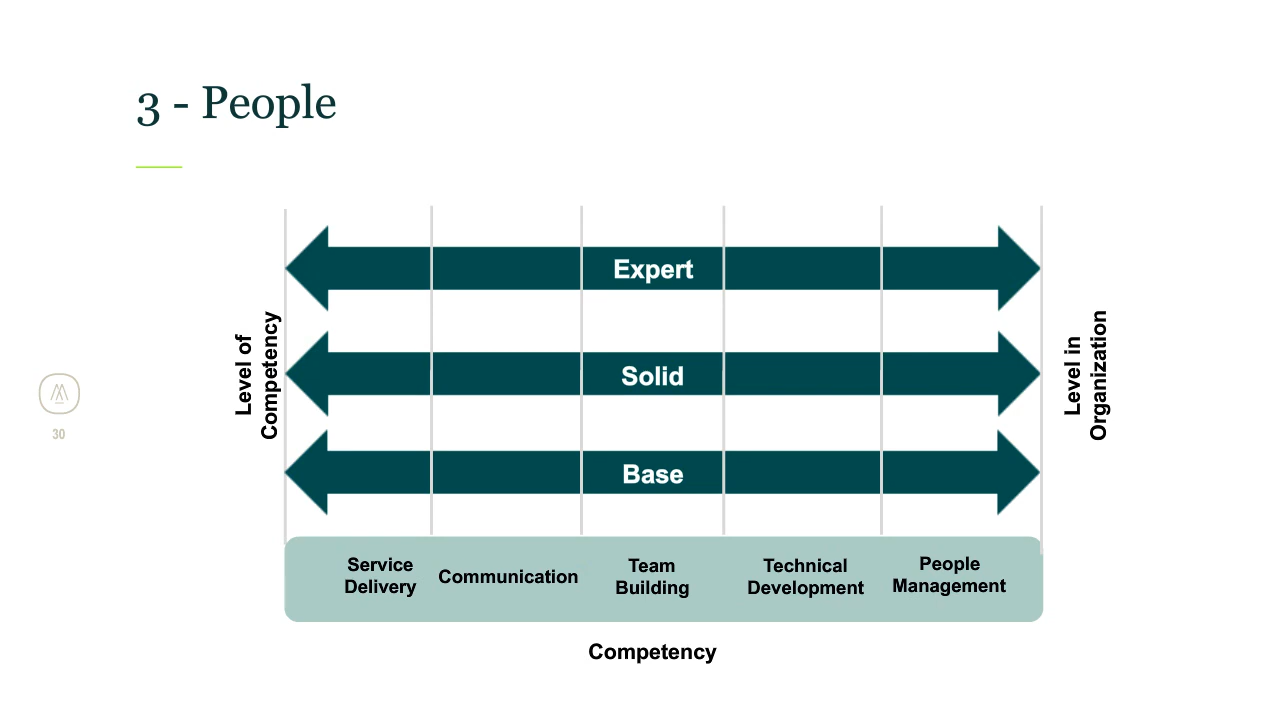 3 - People
Expert
Solid
Base
Level of
Competency
Level in
Organization
30
Service
Delivery
Communication
Team
Building
Technical
Development
People
Management
Competency